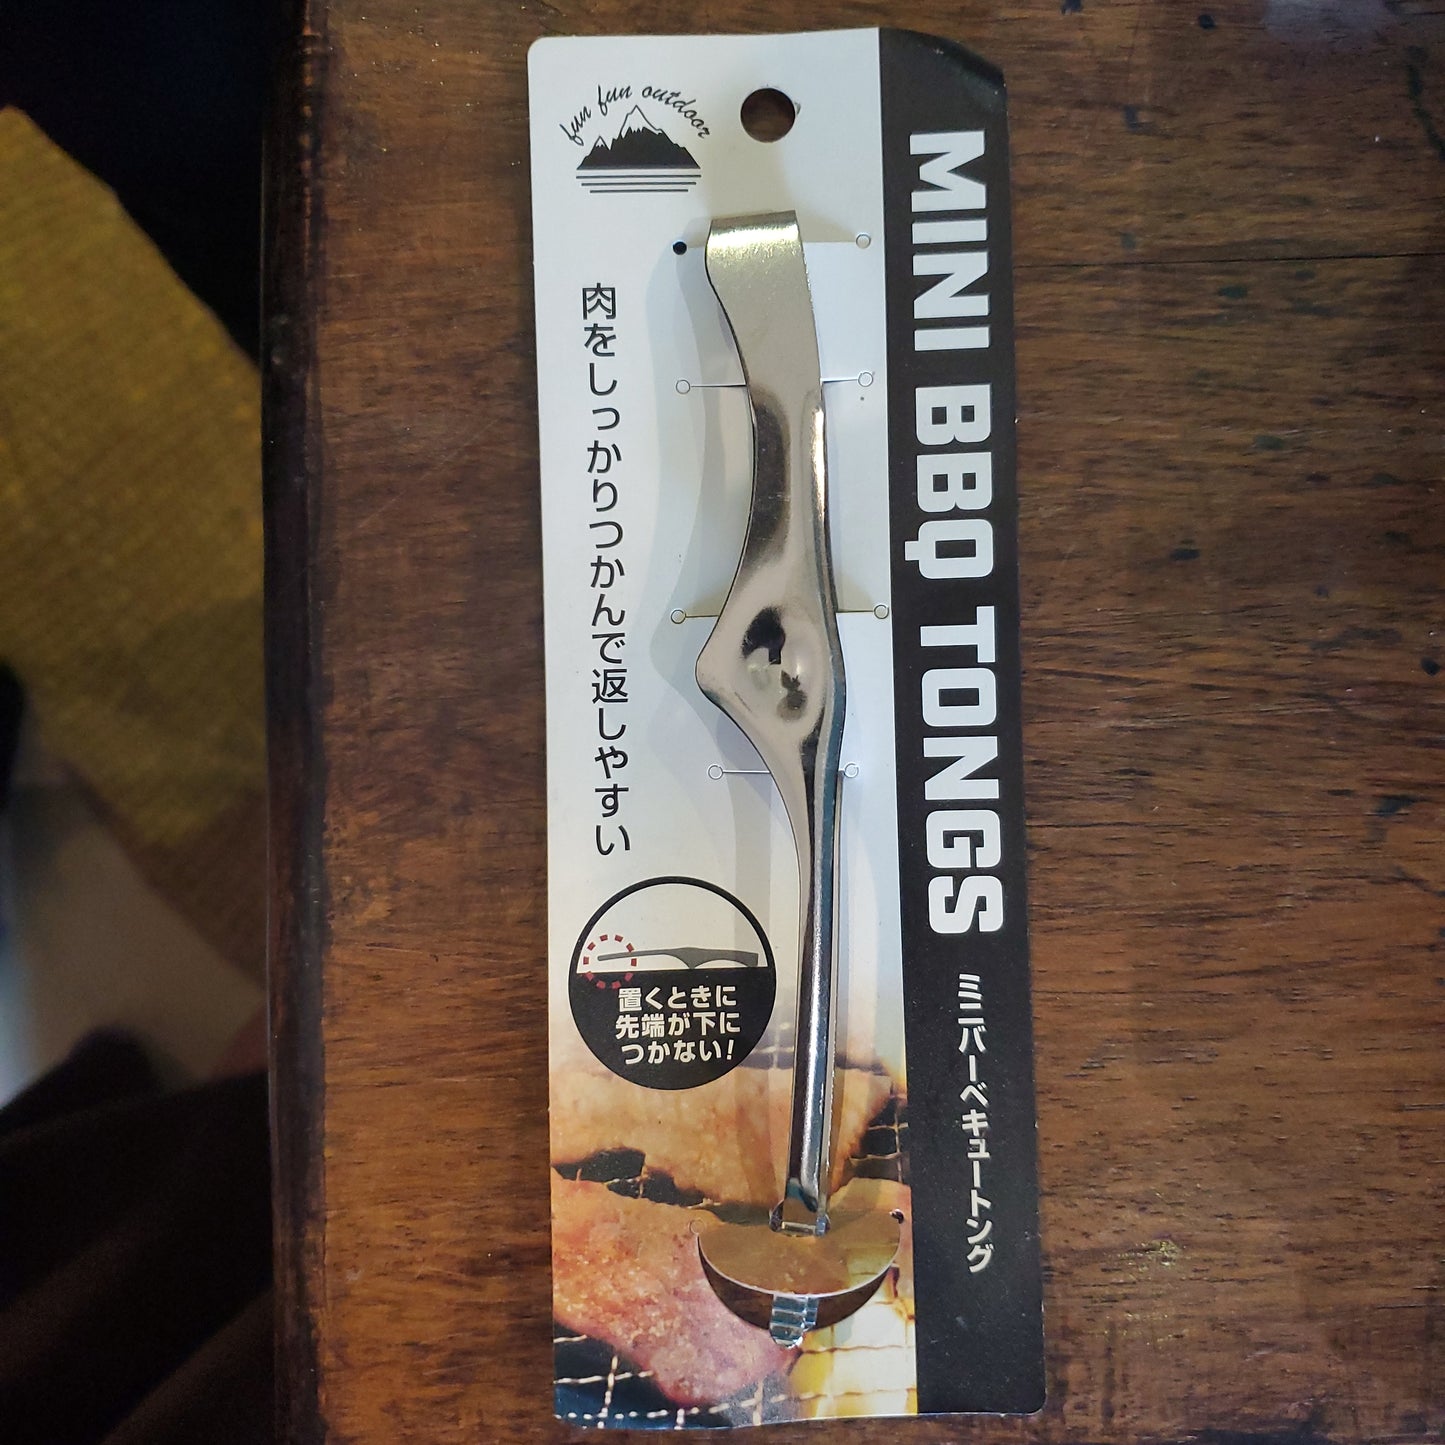 fun fun outdoor
MINI BBQ TONGS
ミニバーベキュートング
肉をしっかりつかんで返しやすい
置くときに
先端が下に
つかない!